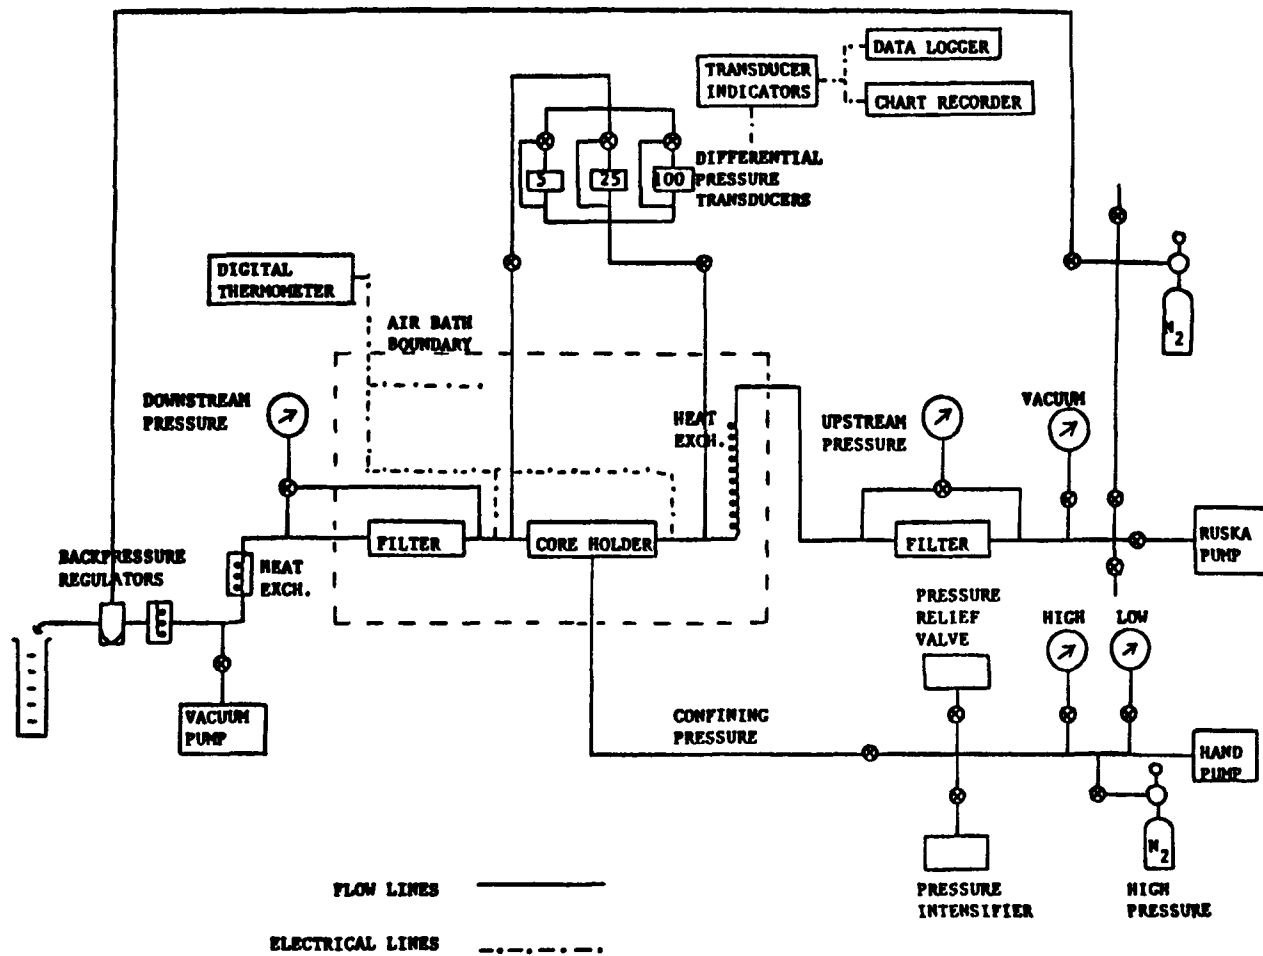 DATA LOGGER
TRANSDUCER
INDICATORS
CHART RECORDER
DIFFERENTIAL
PRESSURE
TRANSDUCERS
5
25
100
DIGITAL
THERMOMETER
N2
AIR BATH
BOUNDARY
DOWNSTREAM
PRESSURE
HEAT
EXCH.
UPSTREAM
PRESSURE
VACUUM
FILTER
CORE HOLDER
FILTER
RUSKA
PUMP
BACKPRESSURE
REGULATORS
HEAT
EXCH.
PRESSURE
RELIEF
VALVE
HIGH
LOW
VACUUM
PUMP
CONFINING
PRESSURE
HAND
PUMP
N2
PRESSURE
INTENSIFIER
HIGH
PRESSURE
FLOW LINES
ELECTRICAL LINES